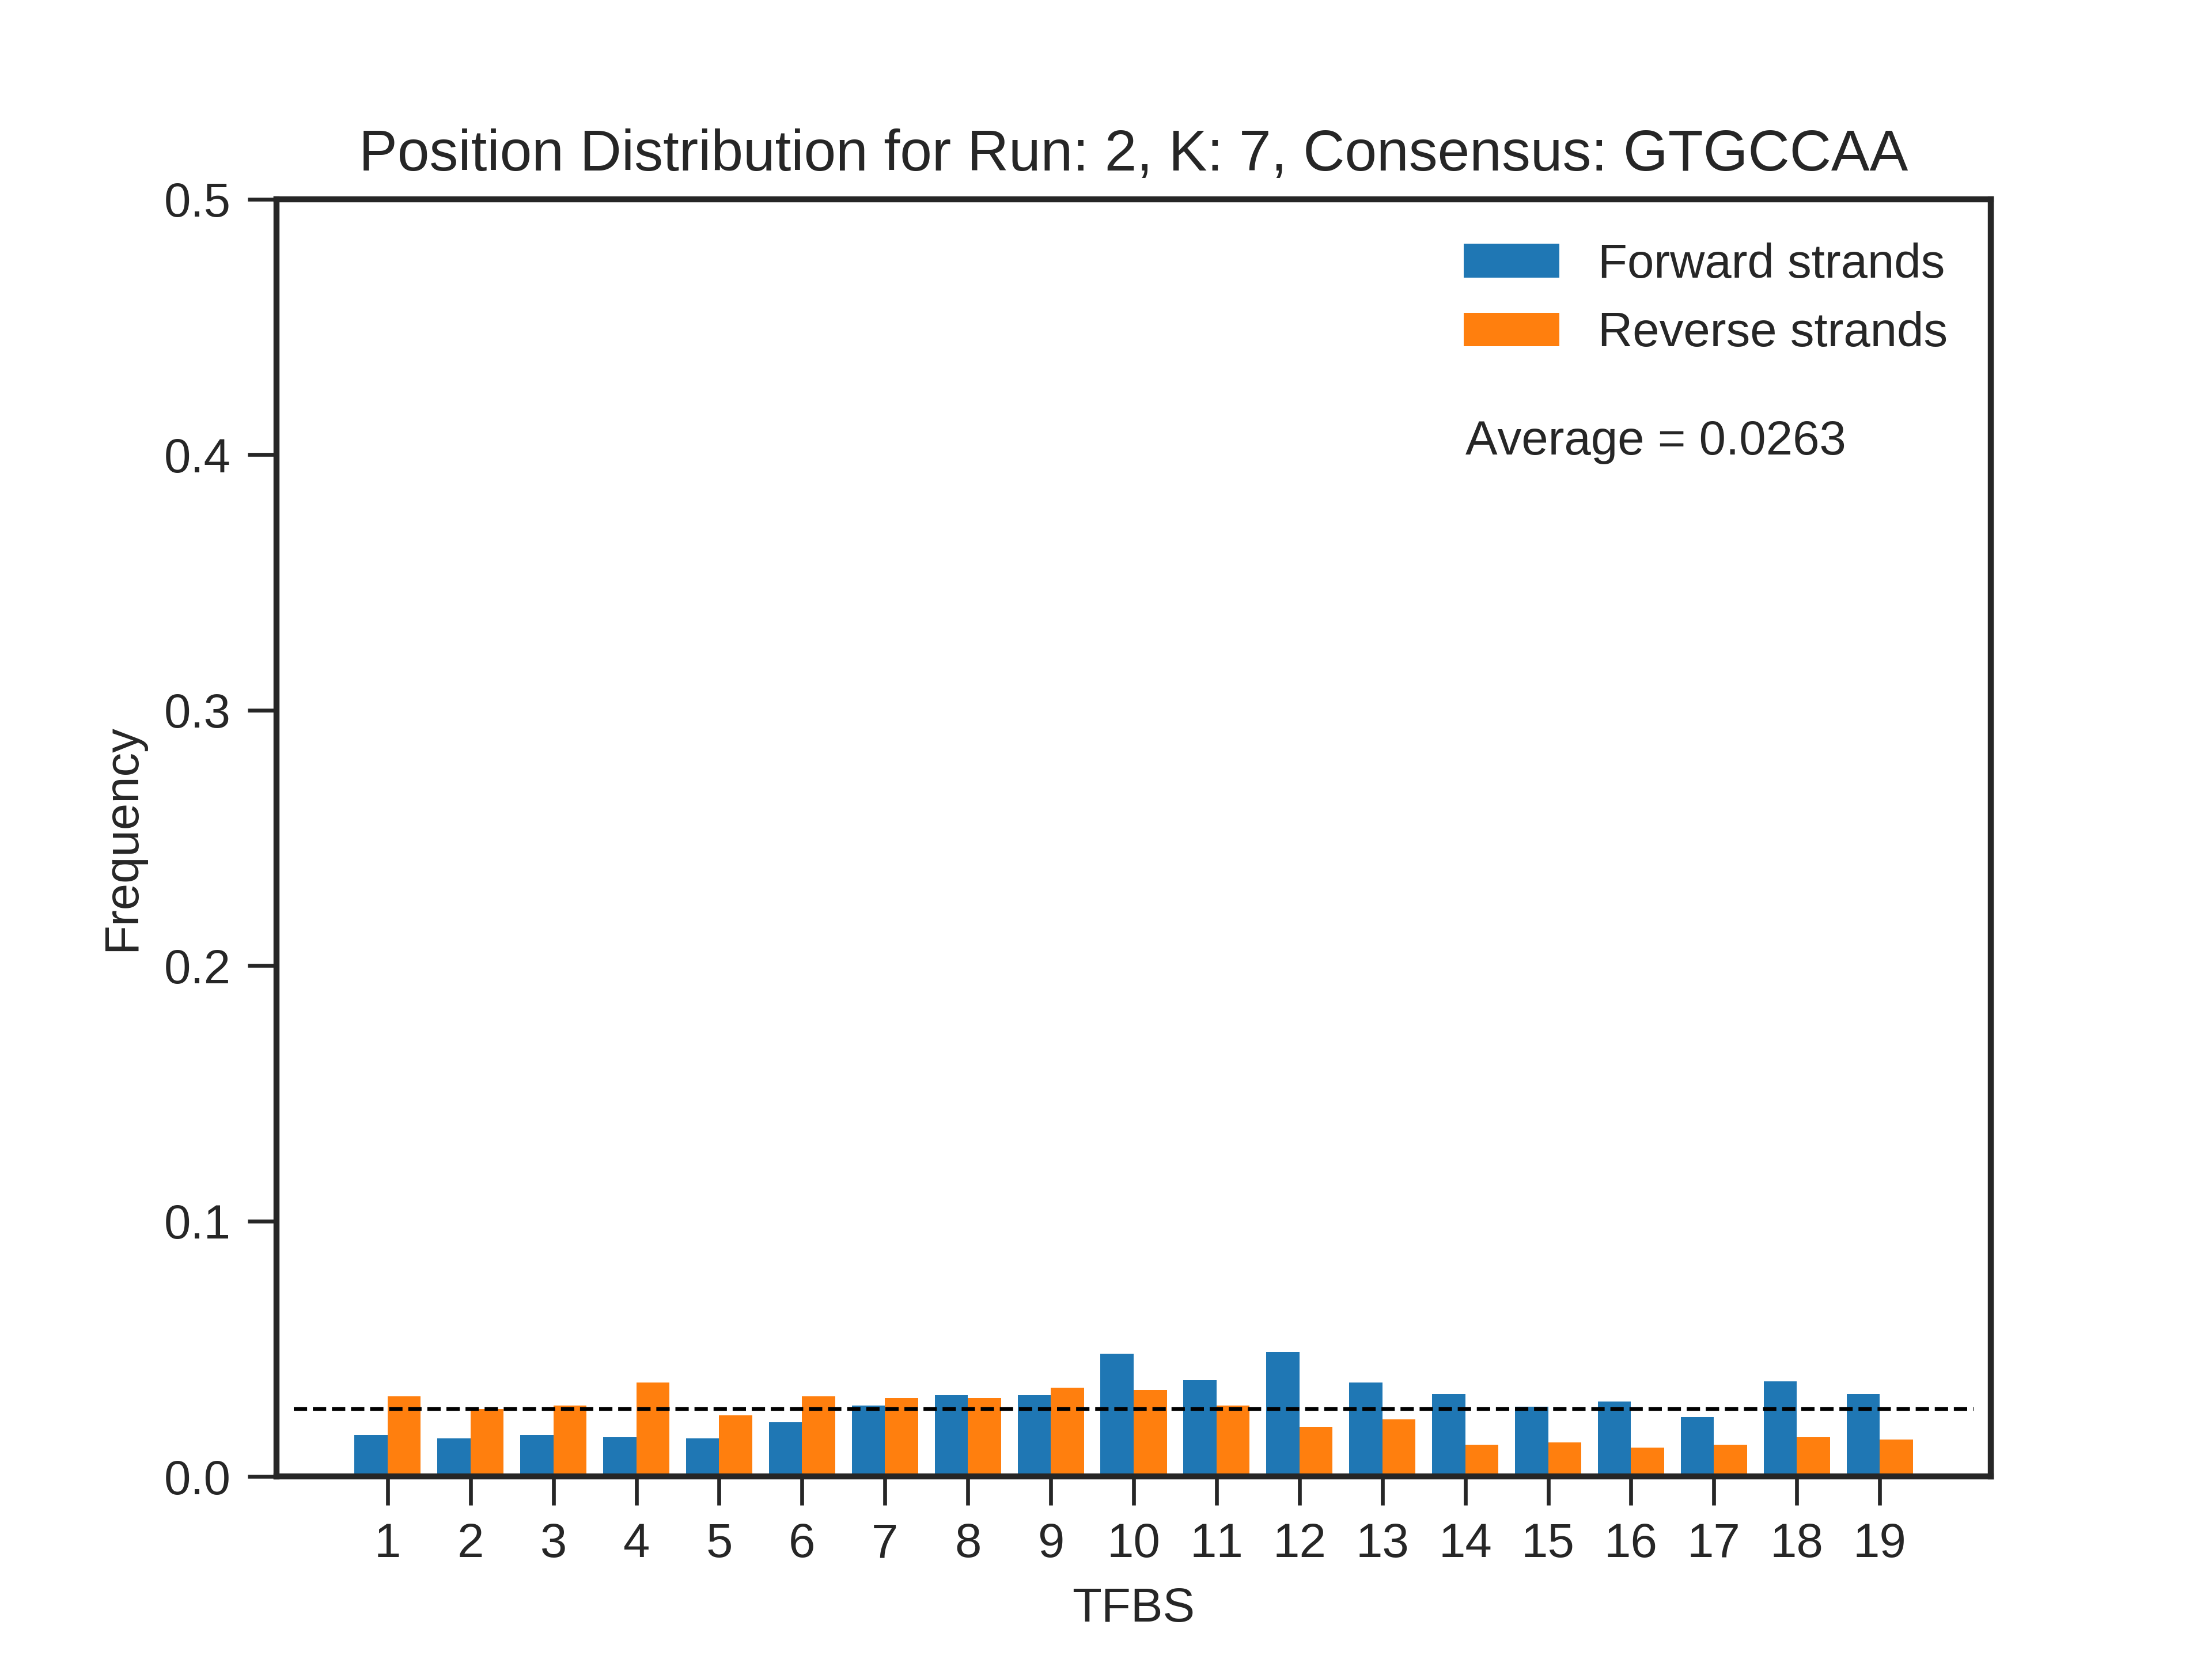 Position Distribution for Run: 2, K: 7, Consensus: GTGCCAA
0.5
0.4
0.3
0.2
0.1
0.0
Frequency
Forward strands
Reverse strands
Average = 0.0263
1 2 3 4 5 6 7 8 9 10 11 12 13 14 15 16 17 18 19
TFBS